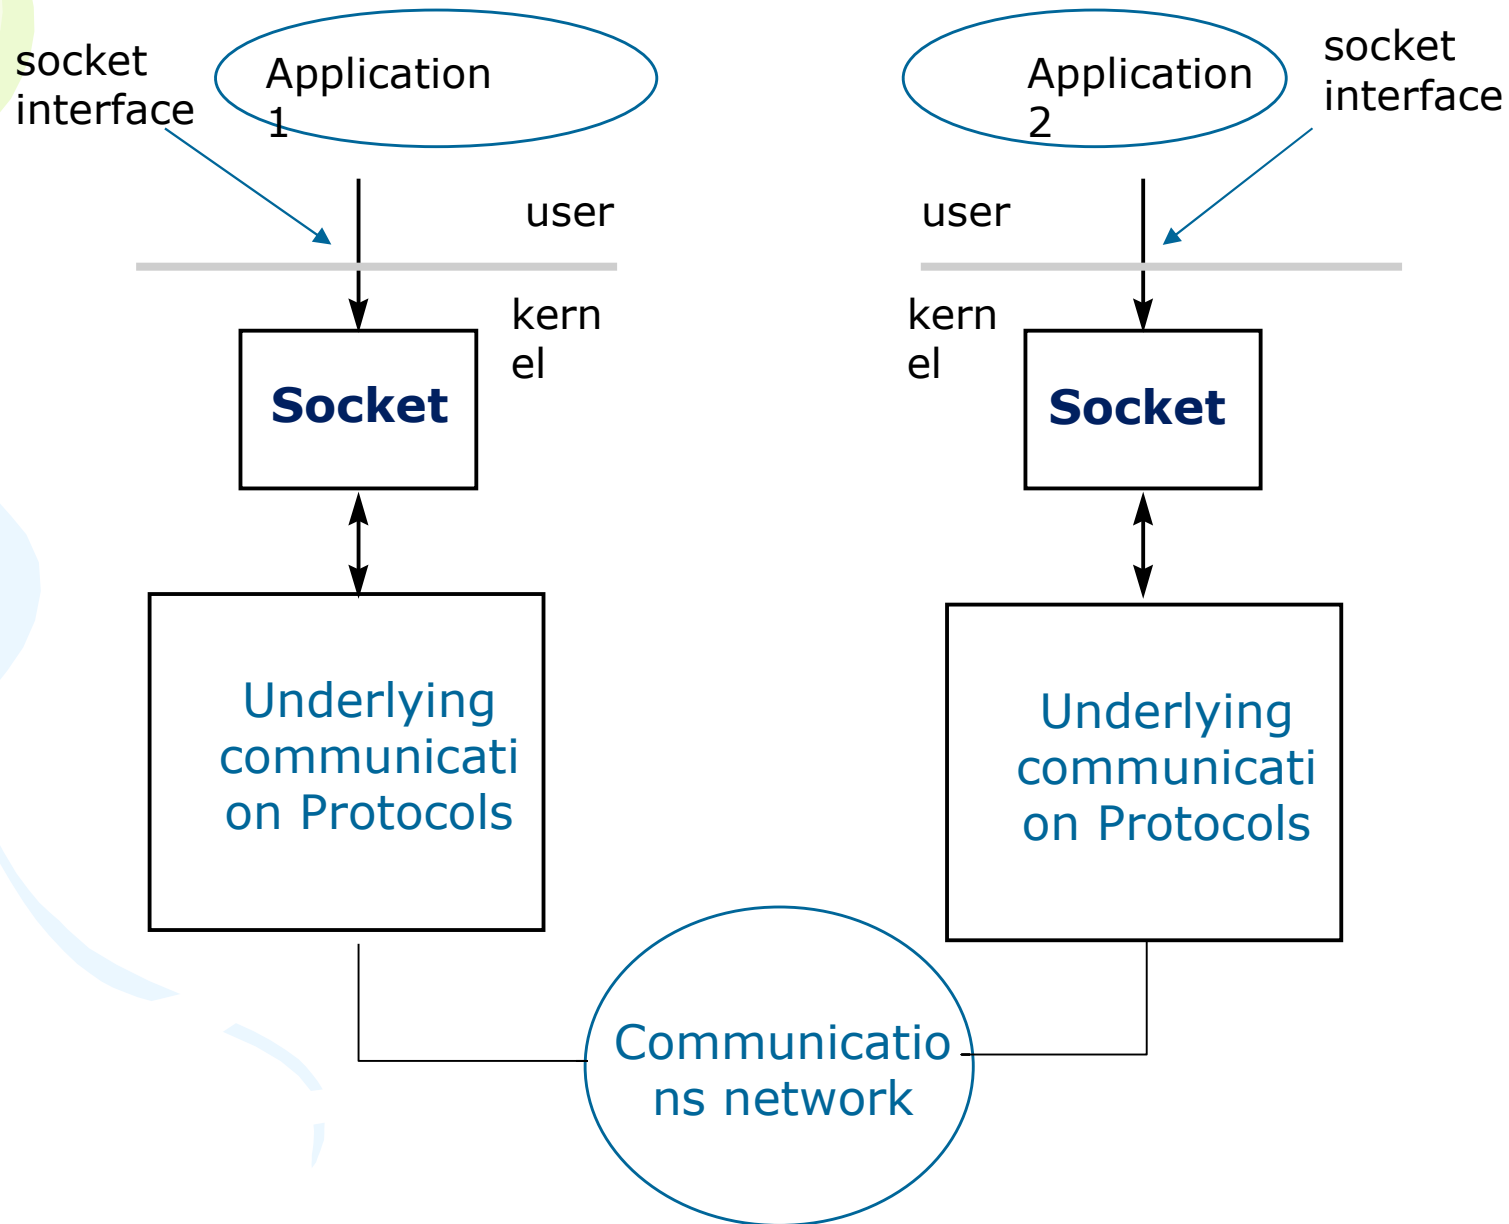 socket
interface
Application
1
Application
2
socket
interface
user
user
kern
el
kern
el
Socket
Socket
Underlying
communicati
on Protocols
Underlying
communicati
on Protocols
Communicatio
ns network